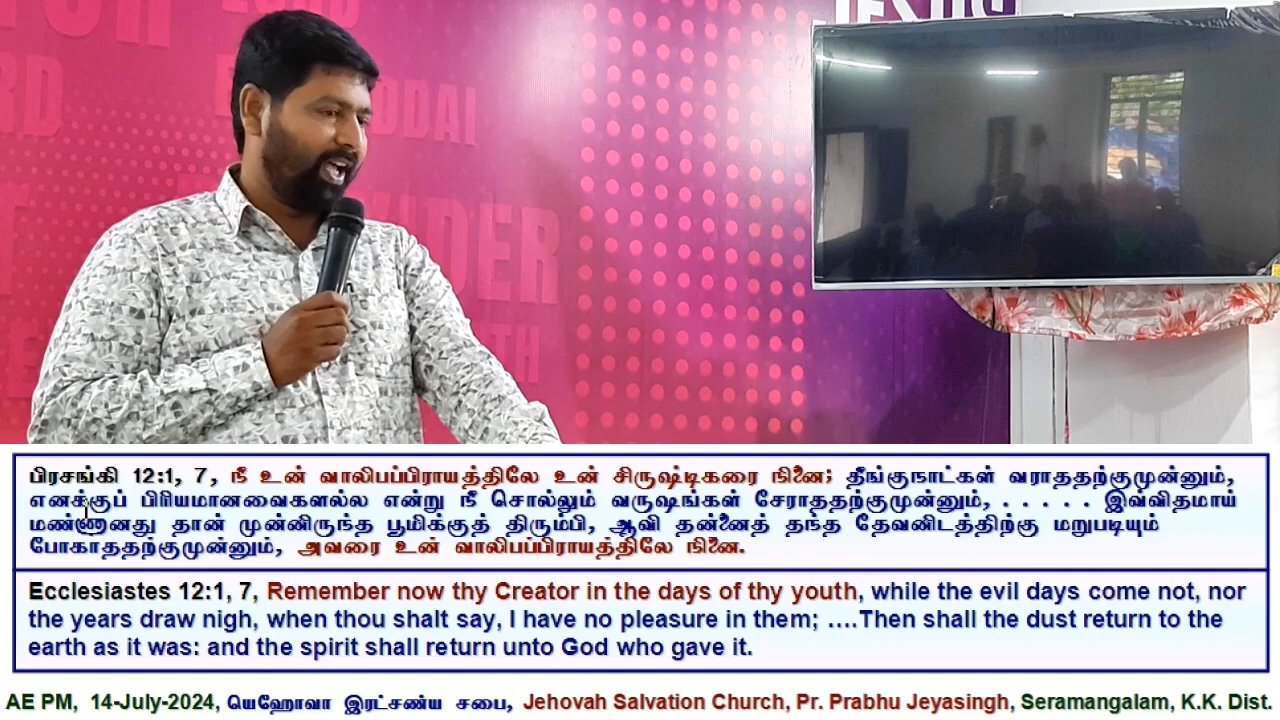 JESUS
பிரசங்கி 12:1, 7, நீ உன் வாலிபப்பிராயத்திலே உன் சிருஷ்டிகரை நினை; தீங்குநாட்கள் வராததற்குமுன்னும்,
எனக்குப் பிரியமானவைகளல்ல என்று நீ சொல்லும் வருஷங்கள் சேராததற்குமுன்னும், . . . . . இவ்விதமாய்
மண்ணானது தான் முன்னிருந்த பூமிக்குத் திரும்பி, ஆவி தன்னைத் தந்த தேவனிடத்திற்கு மறுபடியும்
போகாததற்குமுன்னும், அவரை உன் வாலிபப்பிராயத்திலே நினை.
Ecclesiastes 12:1, 7, Remember now thy Creator in the days of thy youth, while the evil days come not, nor
the years draw nigh, when thou shalt say, I have no pleasure in them; ....Then shall the dust return to the
earth as it was: and the spirit shall return unto God who gave it.
AE PM, 14-July-2024, யெஹோவா இரட்சண்ய சபை, Jehovah Salvation Church, Pr. Prabhu Jeyasingh, Seramangalam, K.K. Dist.